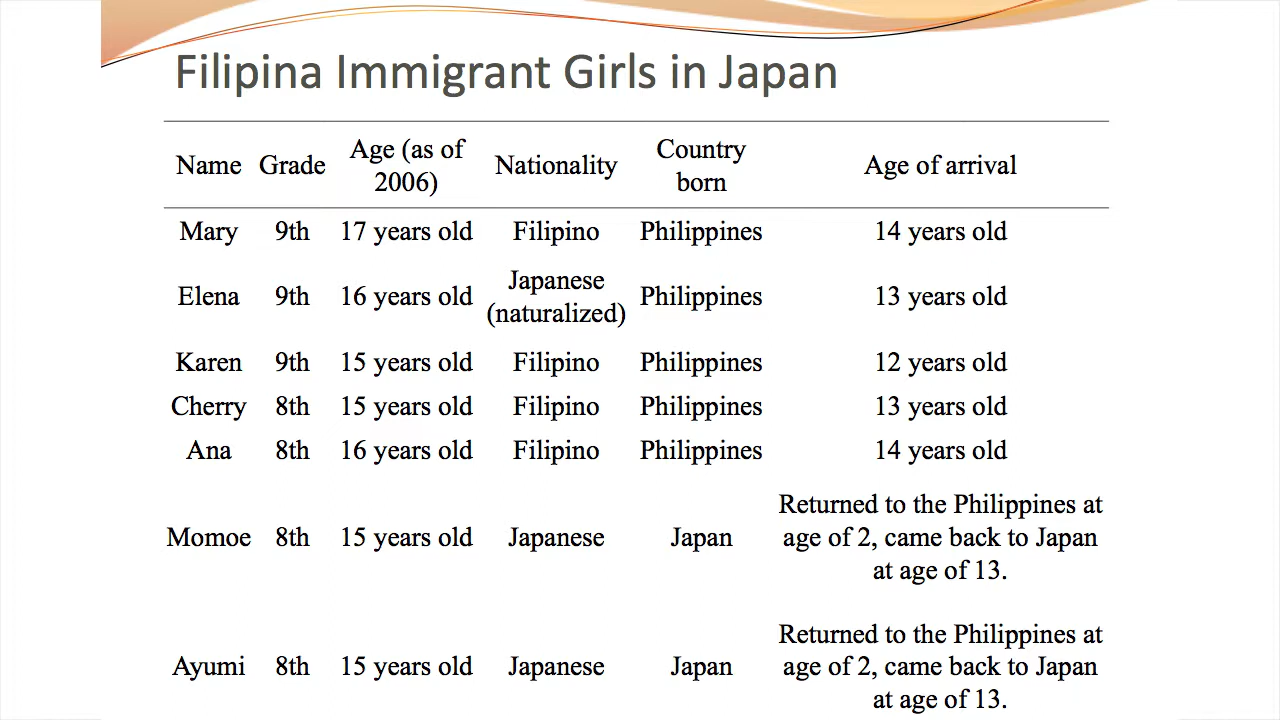 Filipina Immigrant Girls in Japan
Name Grade Age (as of 2006) Nationality Country born Age of arrival
Mary 9th 17 years old Filipino Philippines 14 years old
Elena 9th 16 years old Japanese (naturalized) Philippines 13 years old
Karen 9th 15 years old Filipino Philippines 12 years old
Cherry 8th 15 years old Filipino Philippines 13 years old
Ana 8th 16 years old Filipino Philippines 14 years old
Momoe 8th 15 years old Japanese Japan Returned to the Philippines at age of 2, came back to Japan at age of 13.
Ayumi 8th 15 years old Japanese Japan Returned to the Philippines at age of 2, came back to Japan at age of 13.